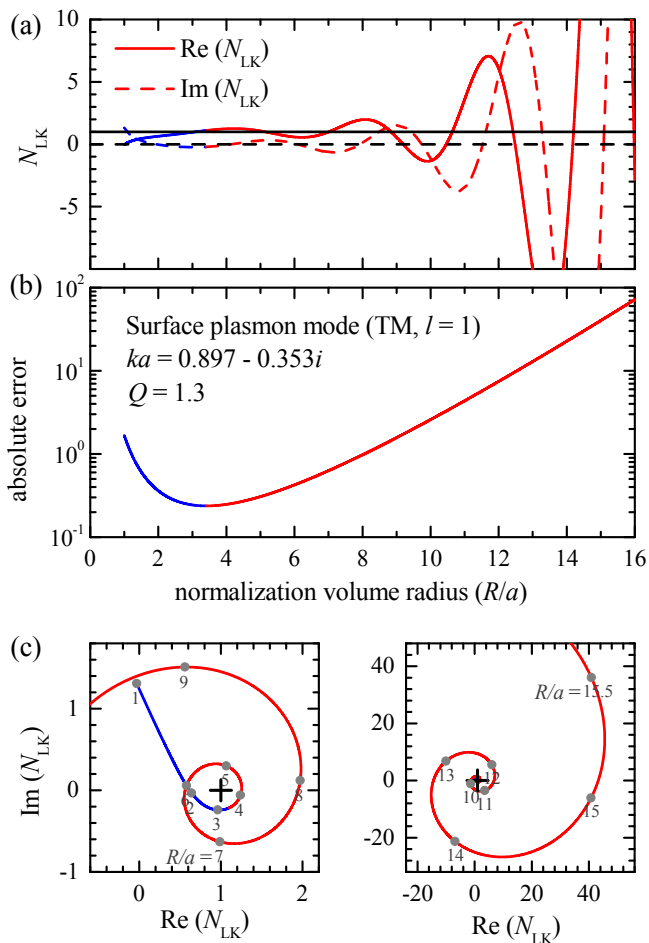 (a)
10
5
0
-5
N_LK
Re (N_LK)
Im (N_LK)
(b)
10^2
10^1
10^0
10^-1
absolute error
Surface plasmon mode (TM, l = 1)
ka = 0.897 - 0.353i
Q = 1.3
0 2 4 6 8 10 12 14 16
normalization volume radius (R/a)
(c)
1
0
-1
Im (N_LK)
1
9
5
6
2
4
8
3
R/a = 7
0 1 2
Re (N_LK)
40
20
0
-20
R/a = 15.5
13
12
10
11
15
14
-20 0 20 40
Re (N_LK)